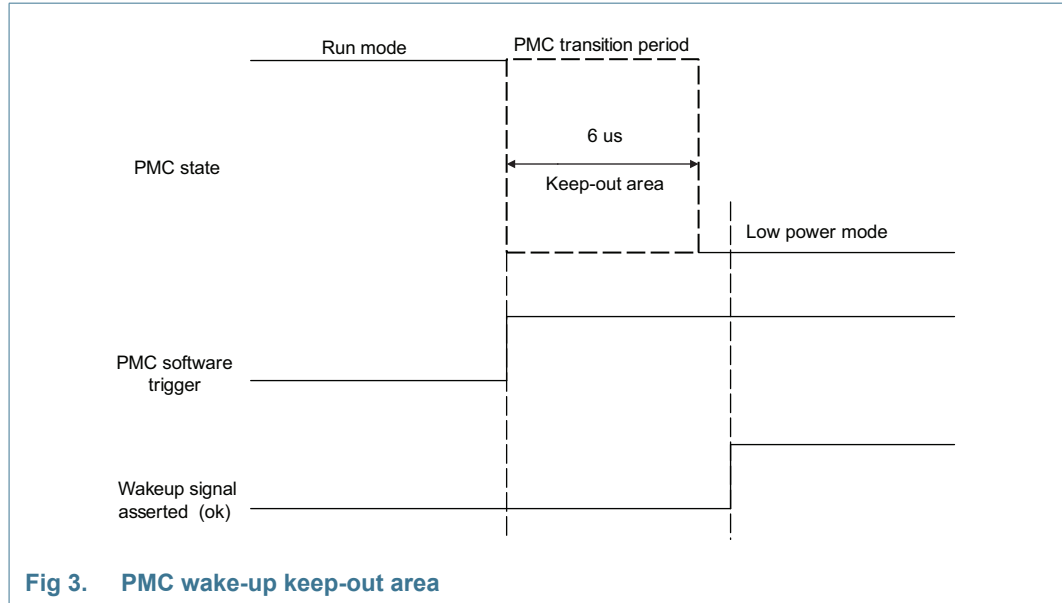 Run mode
PMC transition period
6 us
Keep-out area
PMC state
Low power mode
PMC software
trigger
Wakeup signal
asserted (ok)
Fig 3. PMC wake-up keep-out area